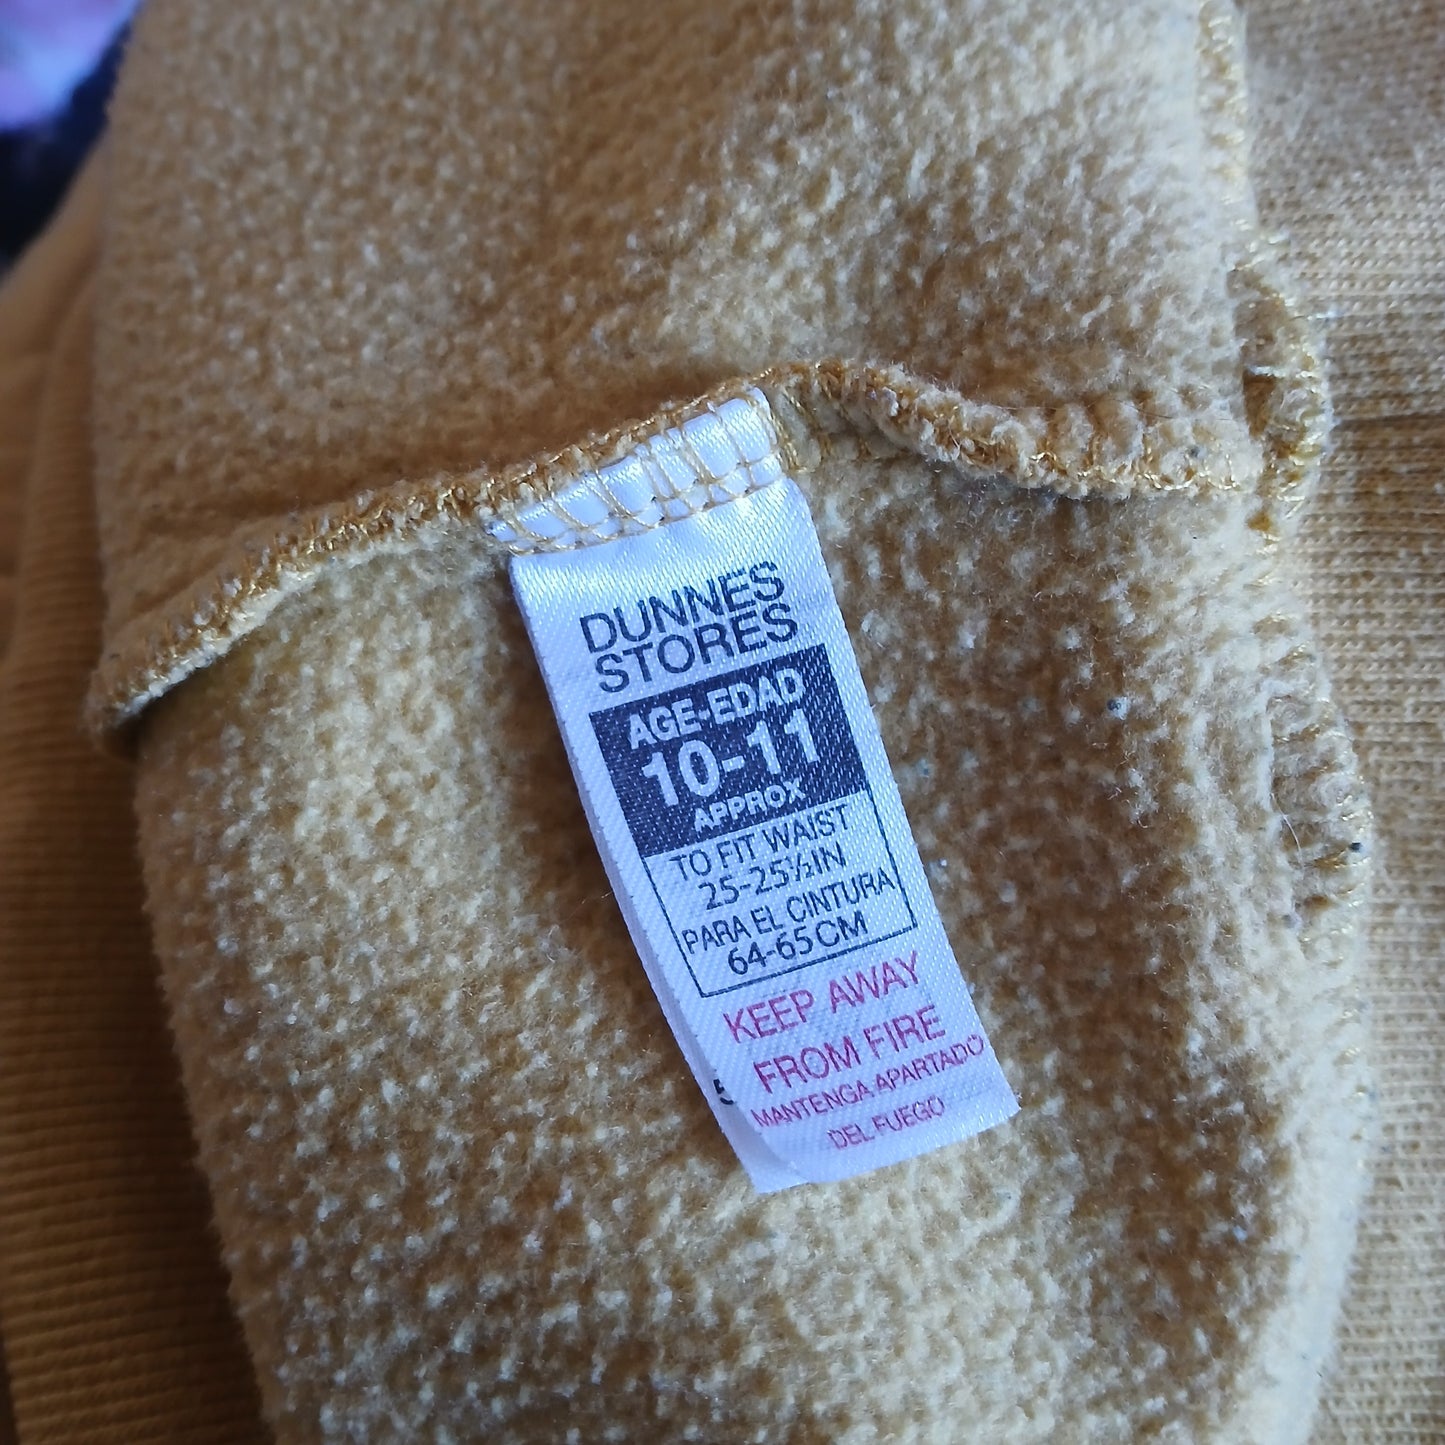 DUNNES
STORES
AGE-EDAD
10-11
APPROX
TO FIT WAIST
25-25½IN
PARA EL CINTURA
64-65CM
KEEP AWAY
FROM FIRE
MANTENGA APARTADO
DEL FUEGO
5